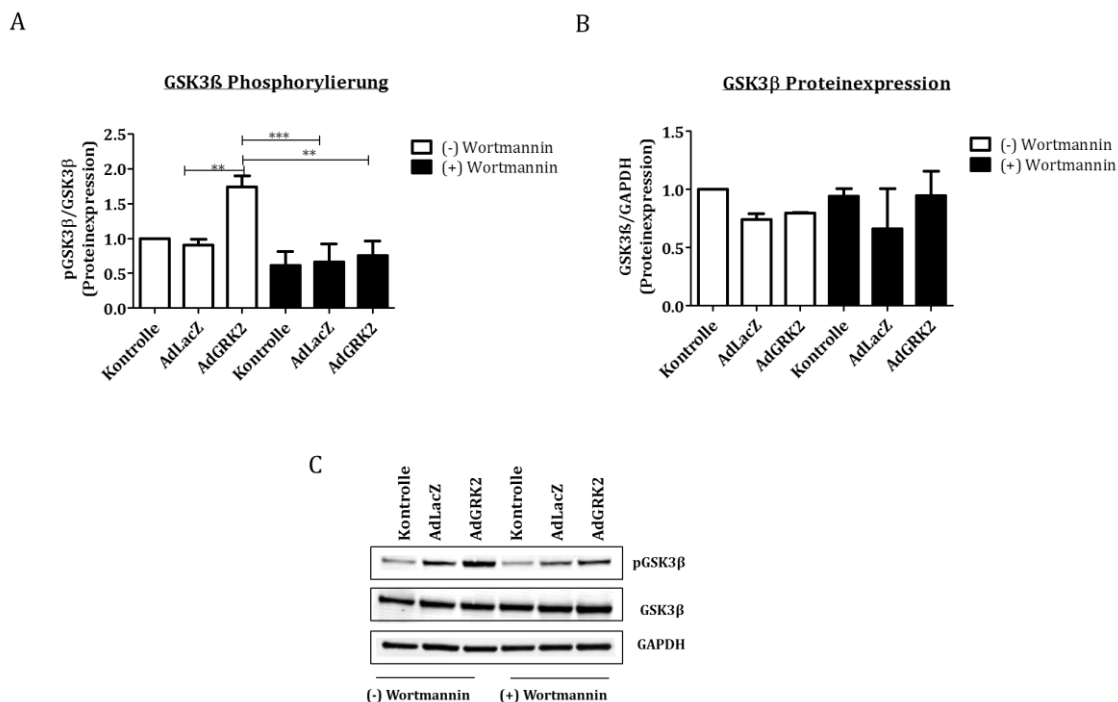 A
GSK3ß Phosphorylierung
pGSK3β/GSK3β
(Proteinexpression)
2.5
2.0
1.5
1.0
0.5
0.0
***
**
**
(-) Wortmannin
(+) Wortmannin
Kontrolle
AdLacZ
AdGRK2
Kontrolle
AdLacZ
AdGRK2
B
GSK3β Proteinexpression
GSK3ß/GAPDH
(Proteinexpression)
1.5
1.0
0.5
0.0
(-) Wortmannin
(+) Wortmannin
Kontrolle
AdLacZ
AdGRK2
Kontrolle
AdLacZ
AdGRK2
C
Kontrolle
AdLacZ
AdGRK2
Kontrolle
AdLacZ
AdGRK2
pGSK3β
GSK3β
GAPDH
(-) Wortmannin
(+) Wortmannin